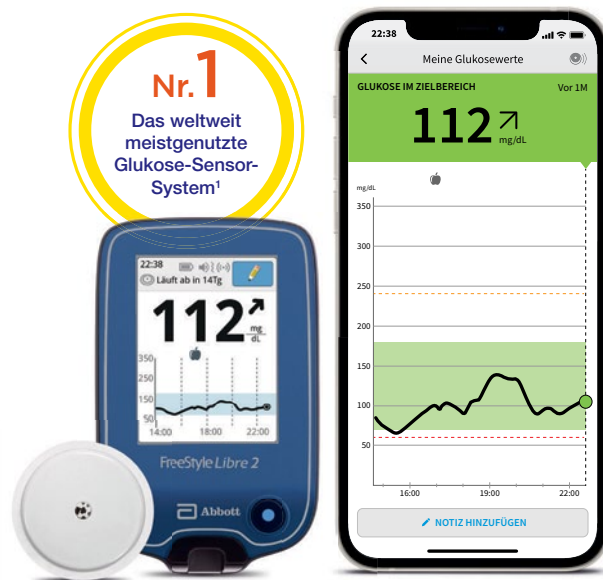 Nr.1
Das weltweit
meistgenutzte
Glukose-Sensor-
System¹
22:38
Läuft ab in 14Tg
112
mg/dL
350
250
150
50
14:00 18:00 22:00
FreeStyle Libre 2
Abbott
22:38
Meine Glukosewerte
GLUKOSE IM ZIELBEREICH Vor 1M
112
mg/dL
mg/dL
350
300
250
200
150
100
50
16:00 19:00 22:00
NOTIZ HINZUFÜGEN